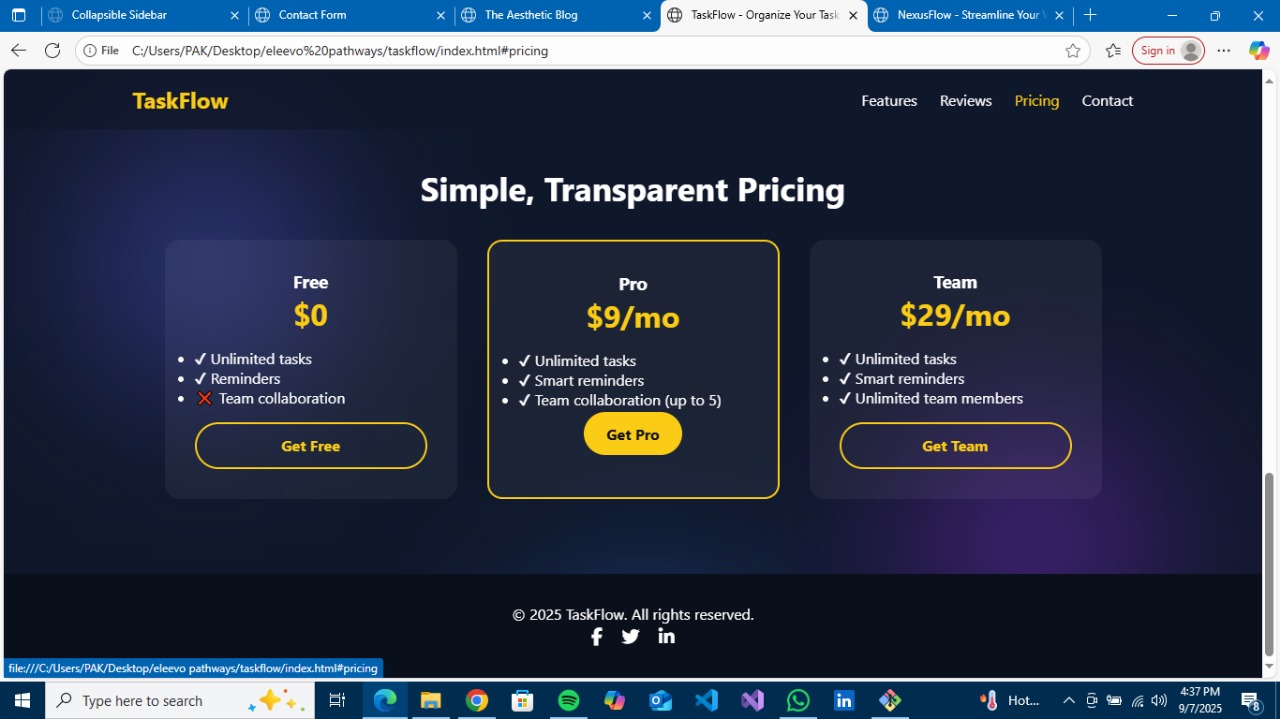 Collapsible Sidebar
Contact Form
The Aesthetic Blog
TaskFlow - Organize Your Task
NexusFlow - Streamline Your
File C:/Users/PAK/Desktop/eleevo%20pathways/taskflow/index.html#pricing
Sign in
TaskFlow
Features Reviews Pricing Contact
Simple, Transparent Pricing
Free
$0
• ✔ Unlimited tasks
• ✔ Reminders
• ❌ Team collaboration
Get Free
Pro
$9/mo
• ✔ Unlimited tasks
• ✔ Smart reminders
• ✔ Team collaboration (up to 5)
Get Pro
Team
$29/mo
• ✔ Unlimited tasks
• ✔ Smart reminders
• ✔ Unlimited team members
Get Team
© 2025 TaskFlow. All rights reserved.
file:///C:/Users/PAK/Desktop/eleevo pathways/taskflow/index.html#pricing
Type here to search
Hot...
4:37 PM
9/7/2025
8